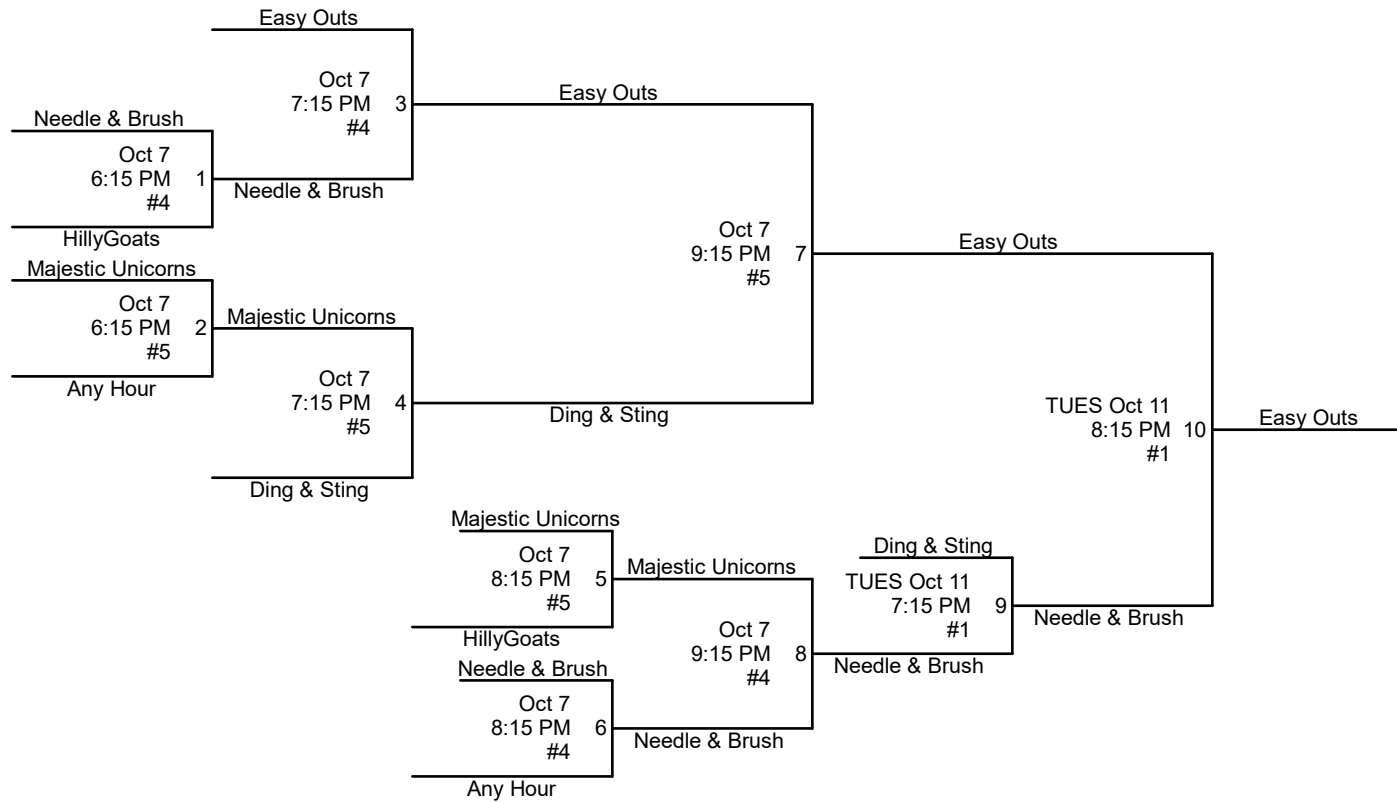 Easy Outs
Oct 7
7:15 PM 3
#4
Easy Outs
Needle & Brush
Oct 7
6:15 PM 1
#4
Needle & Brush
HillyGoats
Oct 7
9:15 PM 7
#5
Easy Outs
Majestic Unicorns
Oct 7
6:15 PM 2
#5
Majestic Unicorns
Any Hour
Oct 7
7:15 PM 4
#5
Ding & Sting
Ding & Sting
TUES Oct 11
8:15 PM 10
#1
Easy Outs
Majestic Unicorns
Oct 7
8:15 PM 5
#5
Majestic Unicorns
HillyGoats
Oct 7
9:15 PM 8
#4
Ding & Sting
TUES Oct 11
7:15 PM 9
#1
Needle & Brush
Needle & Brush
Needle & Brush
Oct 7
8:15 PM 6
#4
Needle & Brush
Any Hour